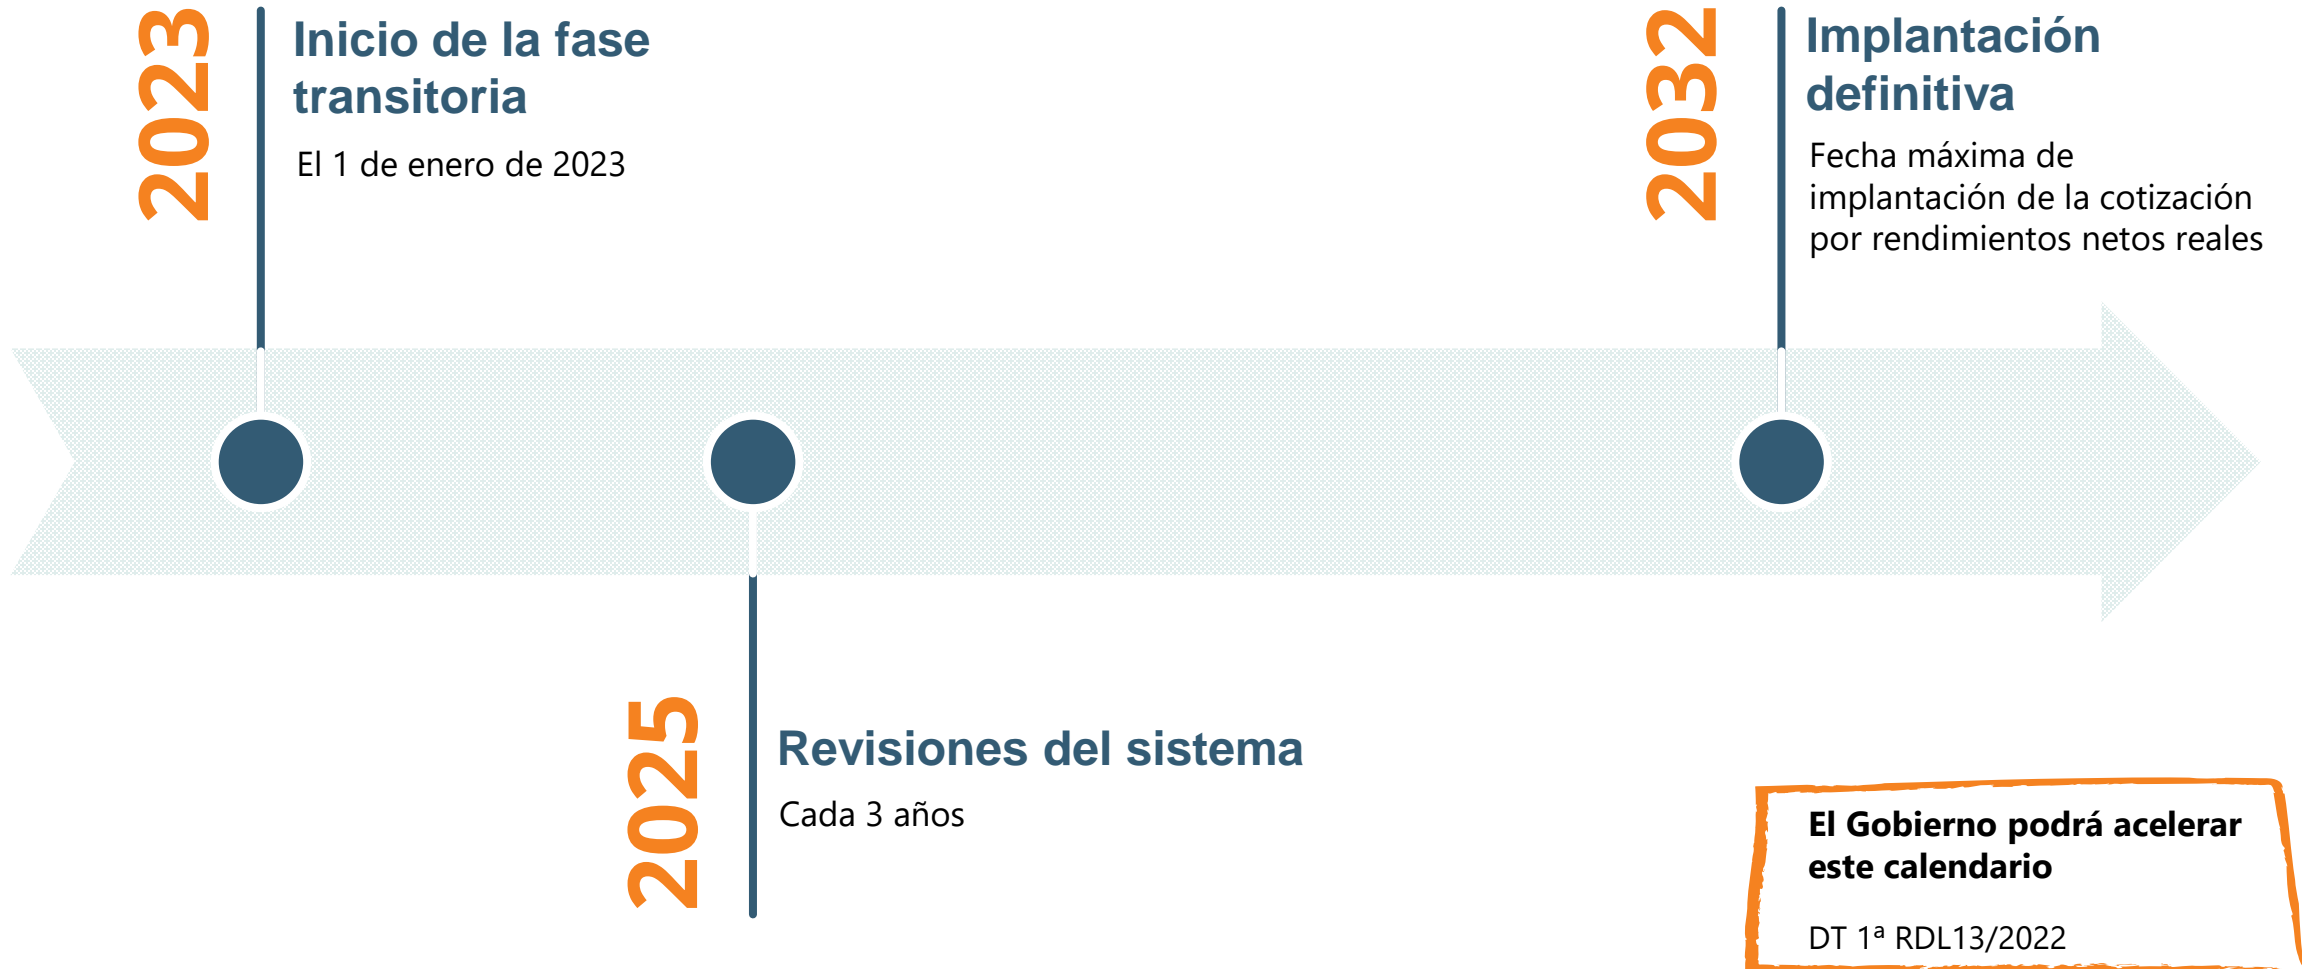 2023
Inicio de la fase
transitoria
El 1 de enero de 2023
2032
Implantación
definitiva
Fecha máxima de
implantación de la cotización
por rendimientos netos reales
2025
Revisiones del sistema
Cada 3 años
El Gobierno podrá acelerar
este calendario
DT 1ª RDL13/2022